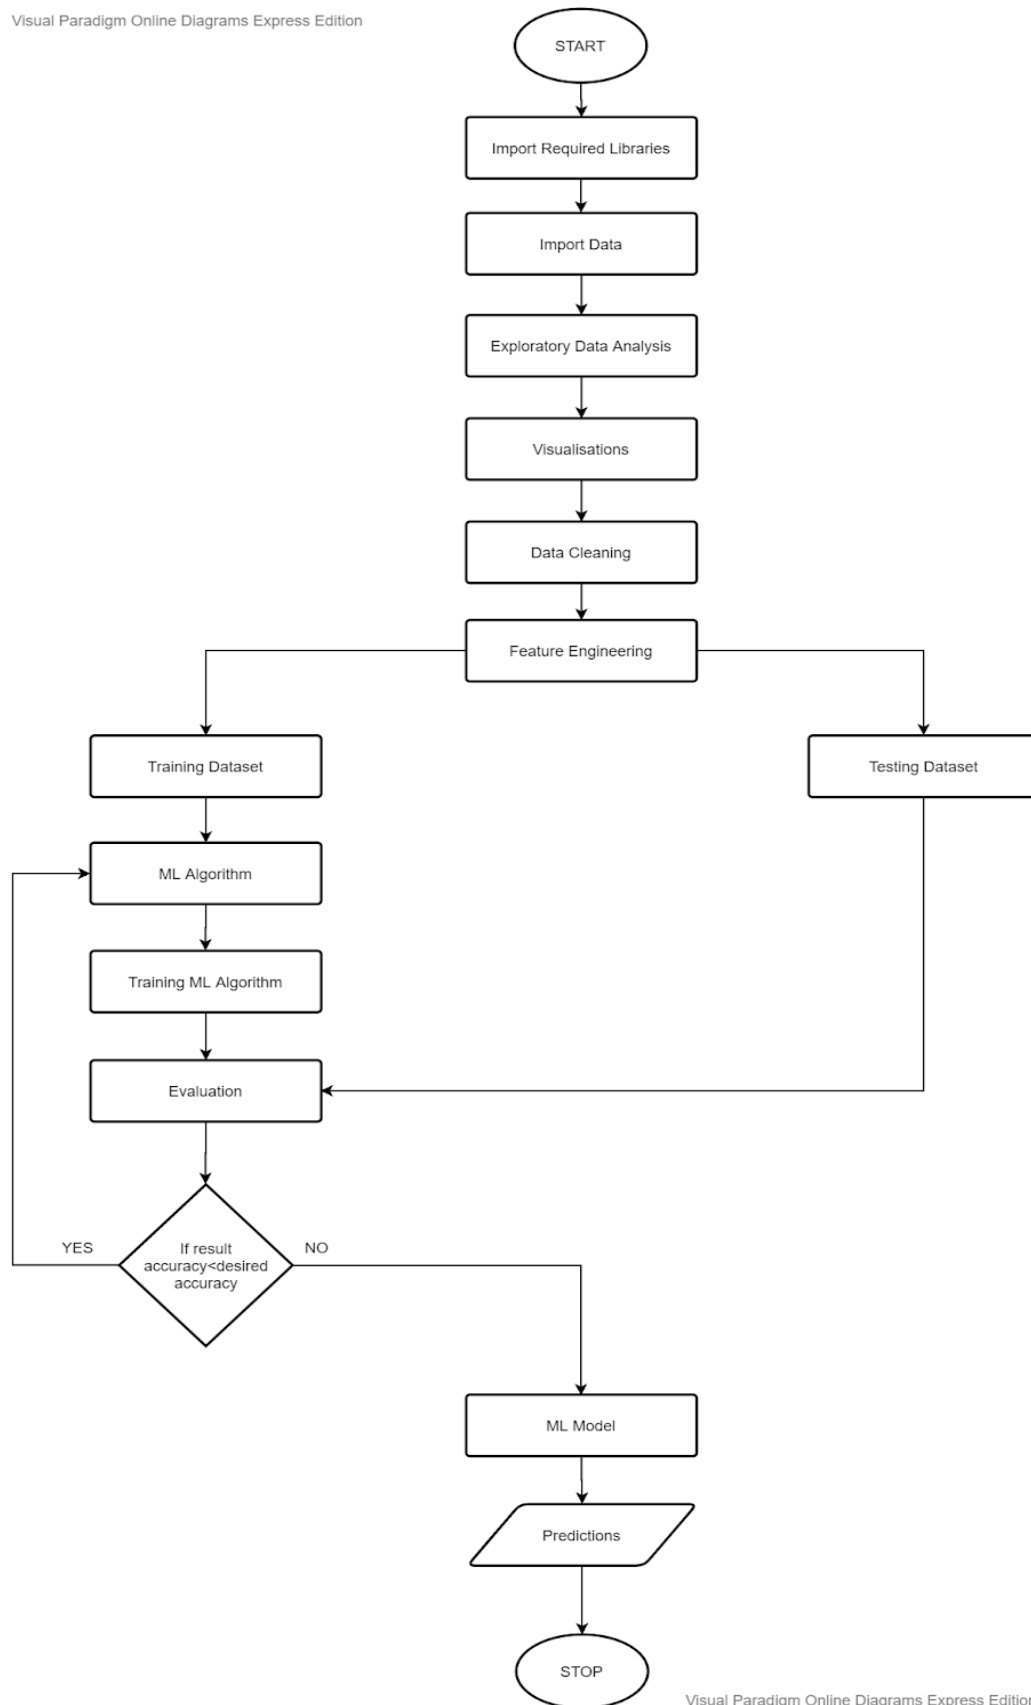 Visual Paradigm Online Diagrams Express Edition
START
Import Required Libraries
Import Data
Exploratory Data Analysis
Visualisations
Data Cleaning
Feature Engineering
Training Dataset
Testing Dataset
ML Algorithm
Training ML Algorithm
Evaluation
YES
If result
accuracy<desired
accuracy
NO
ML Model
Predictions
STOP
Visual Paradigm Online Diagrams Express Edition